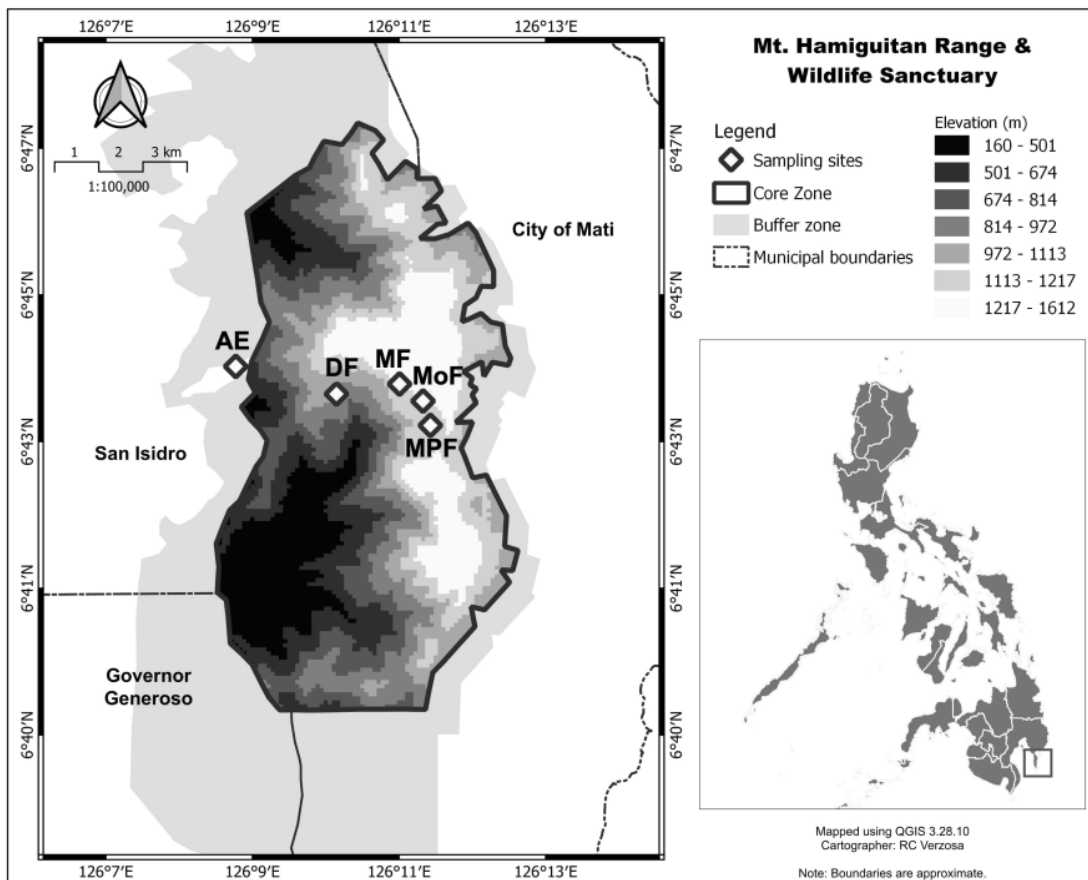 126°7′E 126°9′E 126°11′E 126°13′E
6°47′N
6°45′N
6°43′N
6°41′N
6°40′N
1 2 3 km
1:100,000
City of Mati
AE
DF
MF
MoF
MPF
San Isidro
Governor
Generoso
6°47′N
6°45′N
6°43′N
6°41′N
6°40′N
126°7′E 126°9′E 126°11′E 126°13′E
Mt. Hamiguitan Range &
Wildlife Sanctuary
Legend
Sampling sites
Core Zone
Buffer zone
Municipal boundaries
Elevation (m)
160 - 501
501 - 674
674 - 814
814 - 972
972 - 1113
1113 - 1217
1217 - 1612
Mapped using QGIS 3.28.10
Cartographer: RC Verzosa
Note: Boundaries are approximate.